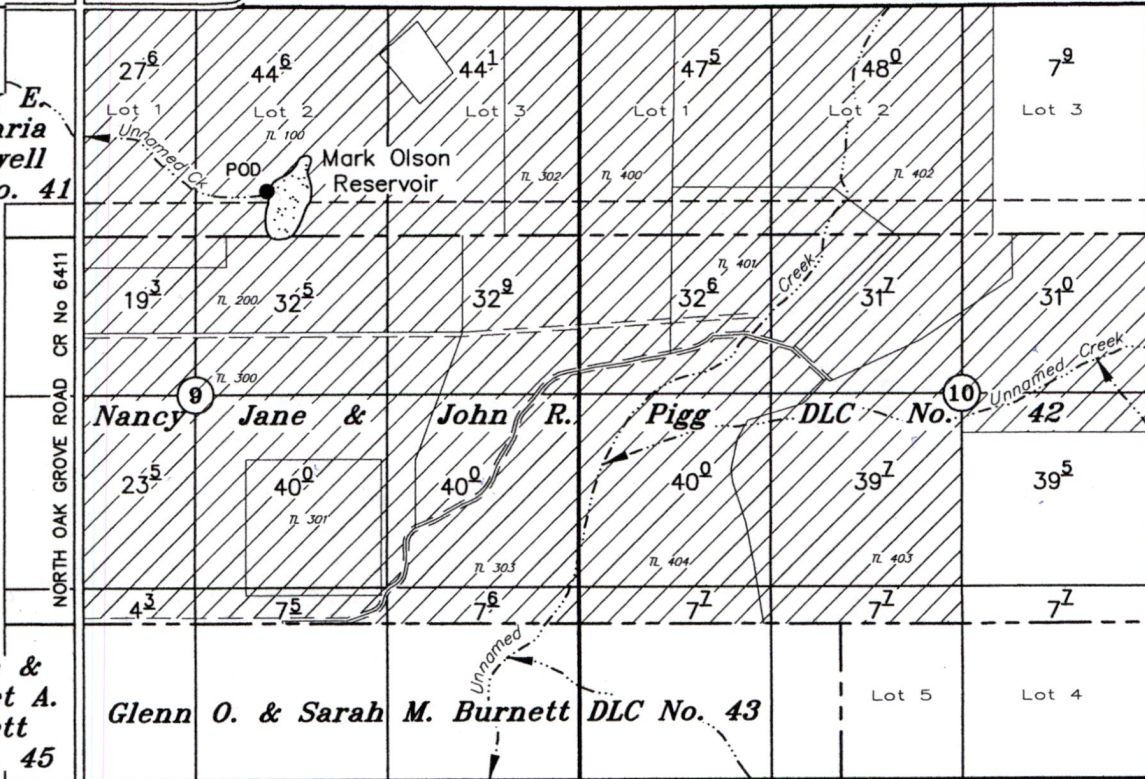 27 6 44 6 44 1 47 5 48 0 7 9
Lot 1 Lot 2 Lot 3 Lot 1 Lot 2 Lot 3
E.
Unnamed Ck
TL 100
No. 41
POD
Mark Olson
Reservoir
TL 302 TL 400 TL 402
NORTH OAK GROVE ROAD CR No 6411
TL 401
Creek
19 3 TL 200 32 5 32 9 32 6 31 7 31 0
TL 300
9
10
Unnamed Creek
Nancy Jane & John R. Pigg DLC No. 42
23 5 40 0 40 0 40 0 39 7 39 5
TL 301
TL 303 TL 404 TL 403
4 3 7 5 7 6 7 7 7 7 7 7
Unnamed
&
A.
45
Glenn O. & Sarah M. Burnett DLC No. 43
Lot 5 Lot 4